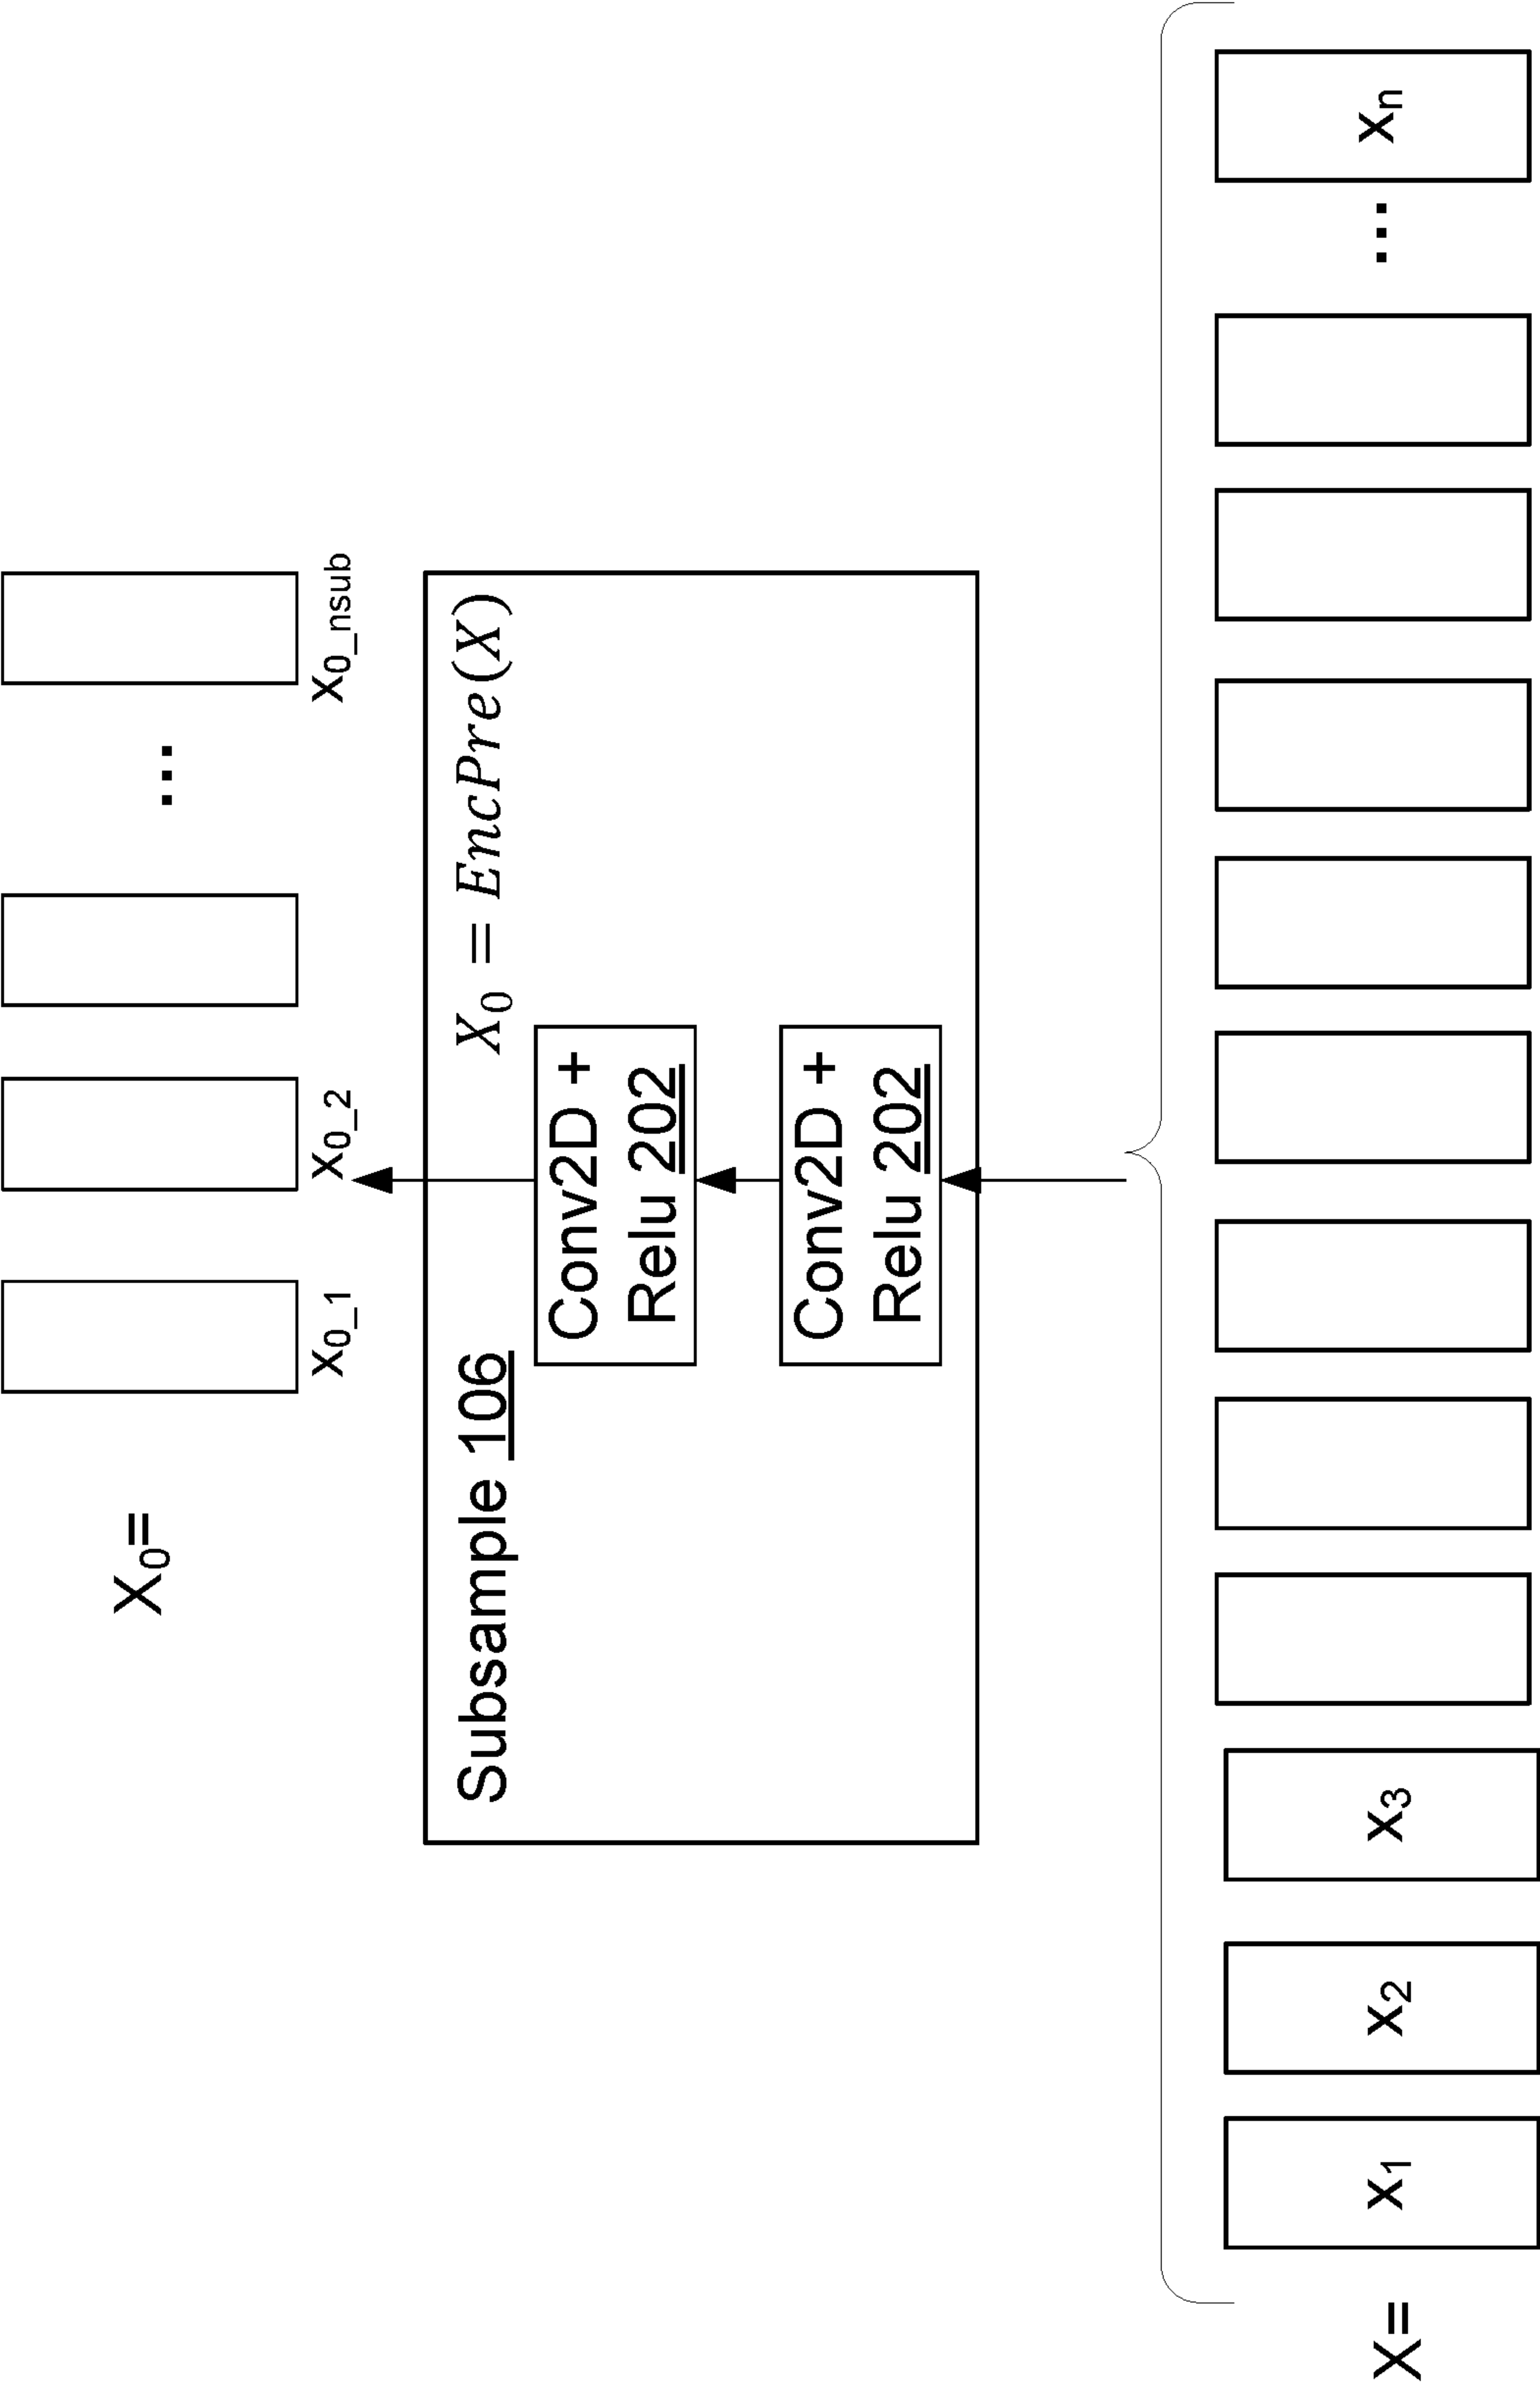 X₀=
...
x₀_₁
x₀_₂
x₀_nsub
Subsample 106
X₀ = EncPre(X)
Conv2D +
Relu 202
Conv2D +
Relu 202
X=
x₁
x₂
x₃
...
xₙ